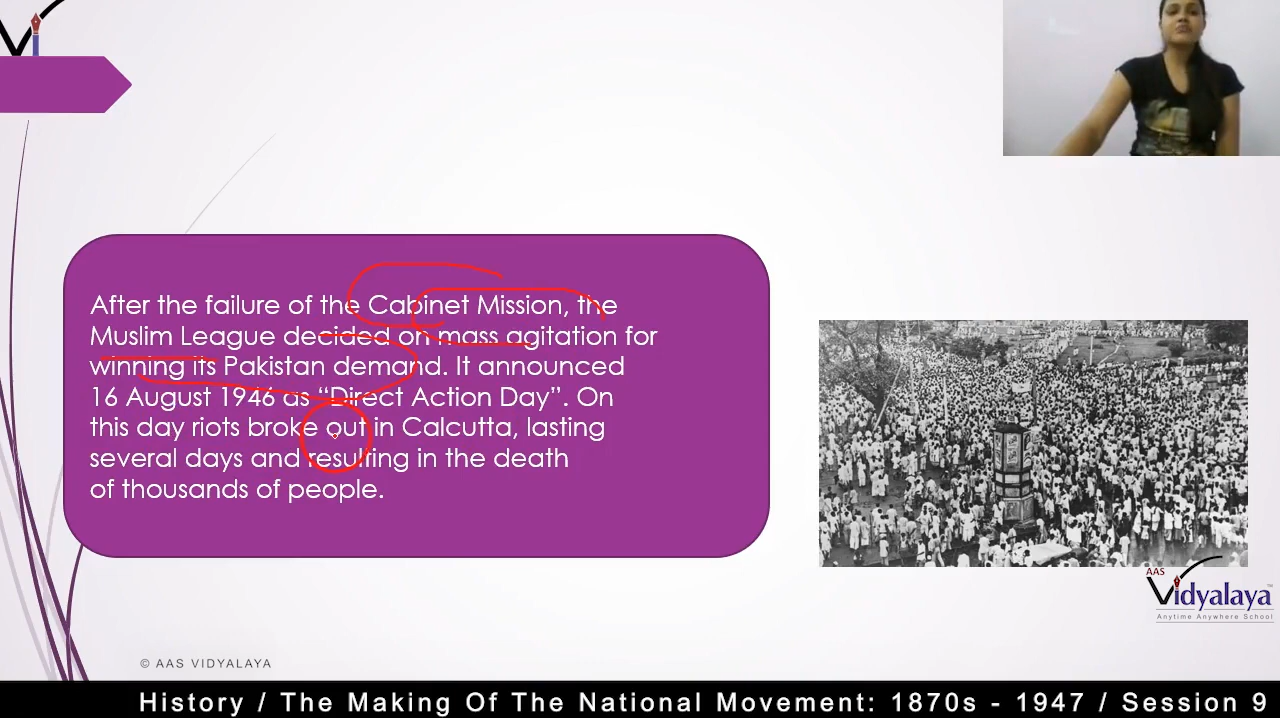 After the failure of the Cabinet Mission, the
Muslim League decided on mass agitation for
winning its Pakistan demand. It announced
16 August 1946 as “Direct Action Day”. On
this day riots broke out in Calcutta, lasting
several days and resulting in the death
of thousands of people.
AAS
Vidyalaya™
Anytime Anywhere School
© AAS VIDYALAYA
History / The Making Of The National Movement: 1870s - 1947 / Session 9